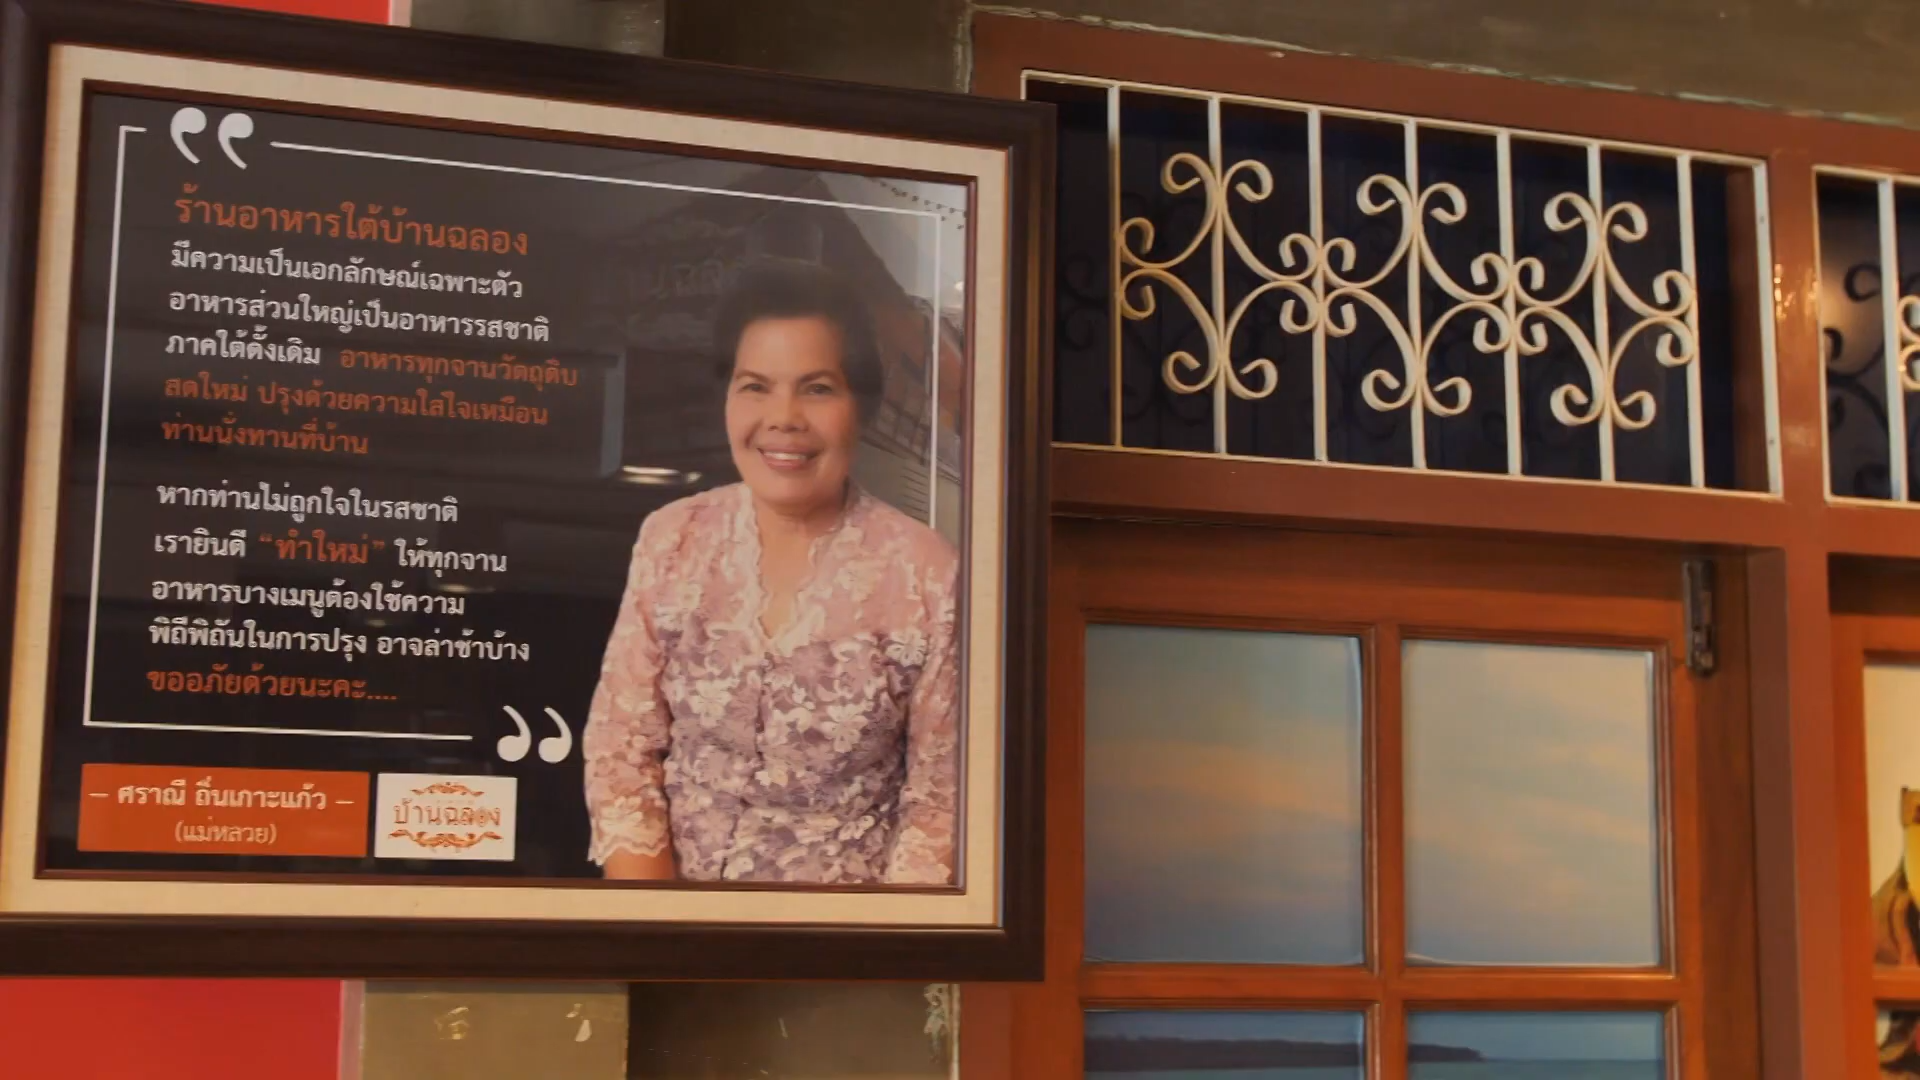 ร้านอาหารใต้บ้านฉลอง
มีความเป็นเอกลักษณ์เฉพาะตัว
อาหารส่วนใหญ่เป็นอาหารรสชาติ
ภาคใต้ดั้งเดิม อาหารทุกจานวัตถุดิบ
สดใหม่ ปรุงด้วยความใส่ใจเหมือน
ท่านนั่งทานที่บ้าน
หากท่านไม่ถูกใจในรสชาติ
เรายินดี “ทำใหม่” ให้ทุกจาน
อาหารบางเมนูต้องใช้ความ
พิถีพิถันในการปรุง อาจล่าช้าบ้าง
ขออภัยด้วยนะคะ....
– ศราณี ถิ่นเกาะแก้ว –
(แม่หลวย)
บ้านฉลอง